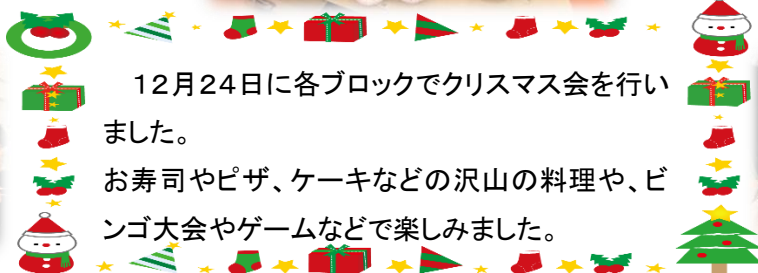 １２月２４日に各ブロックでクリスマス会を行い
ました。
お寿司やピザ、ケーキなどの沢山の料理や、ビ
ンゴ大会やゲームなどで楽しみました。